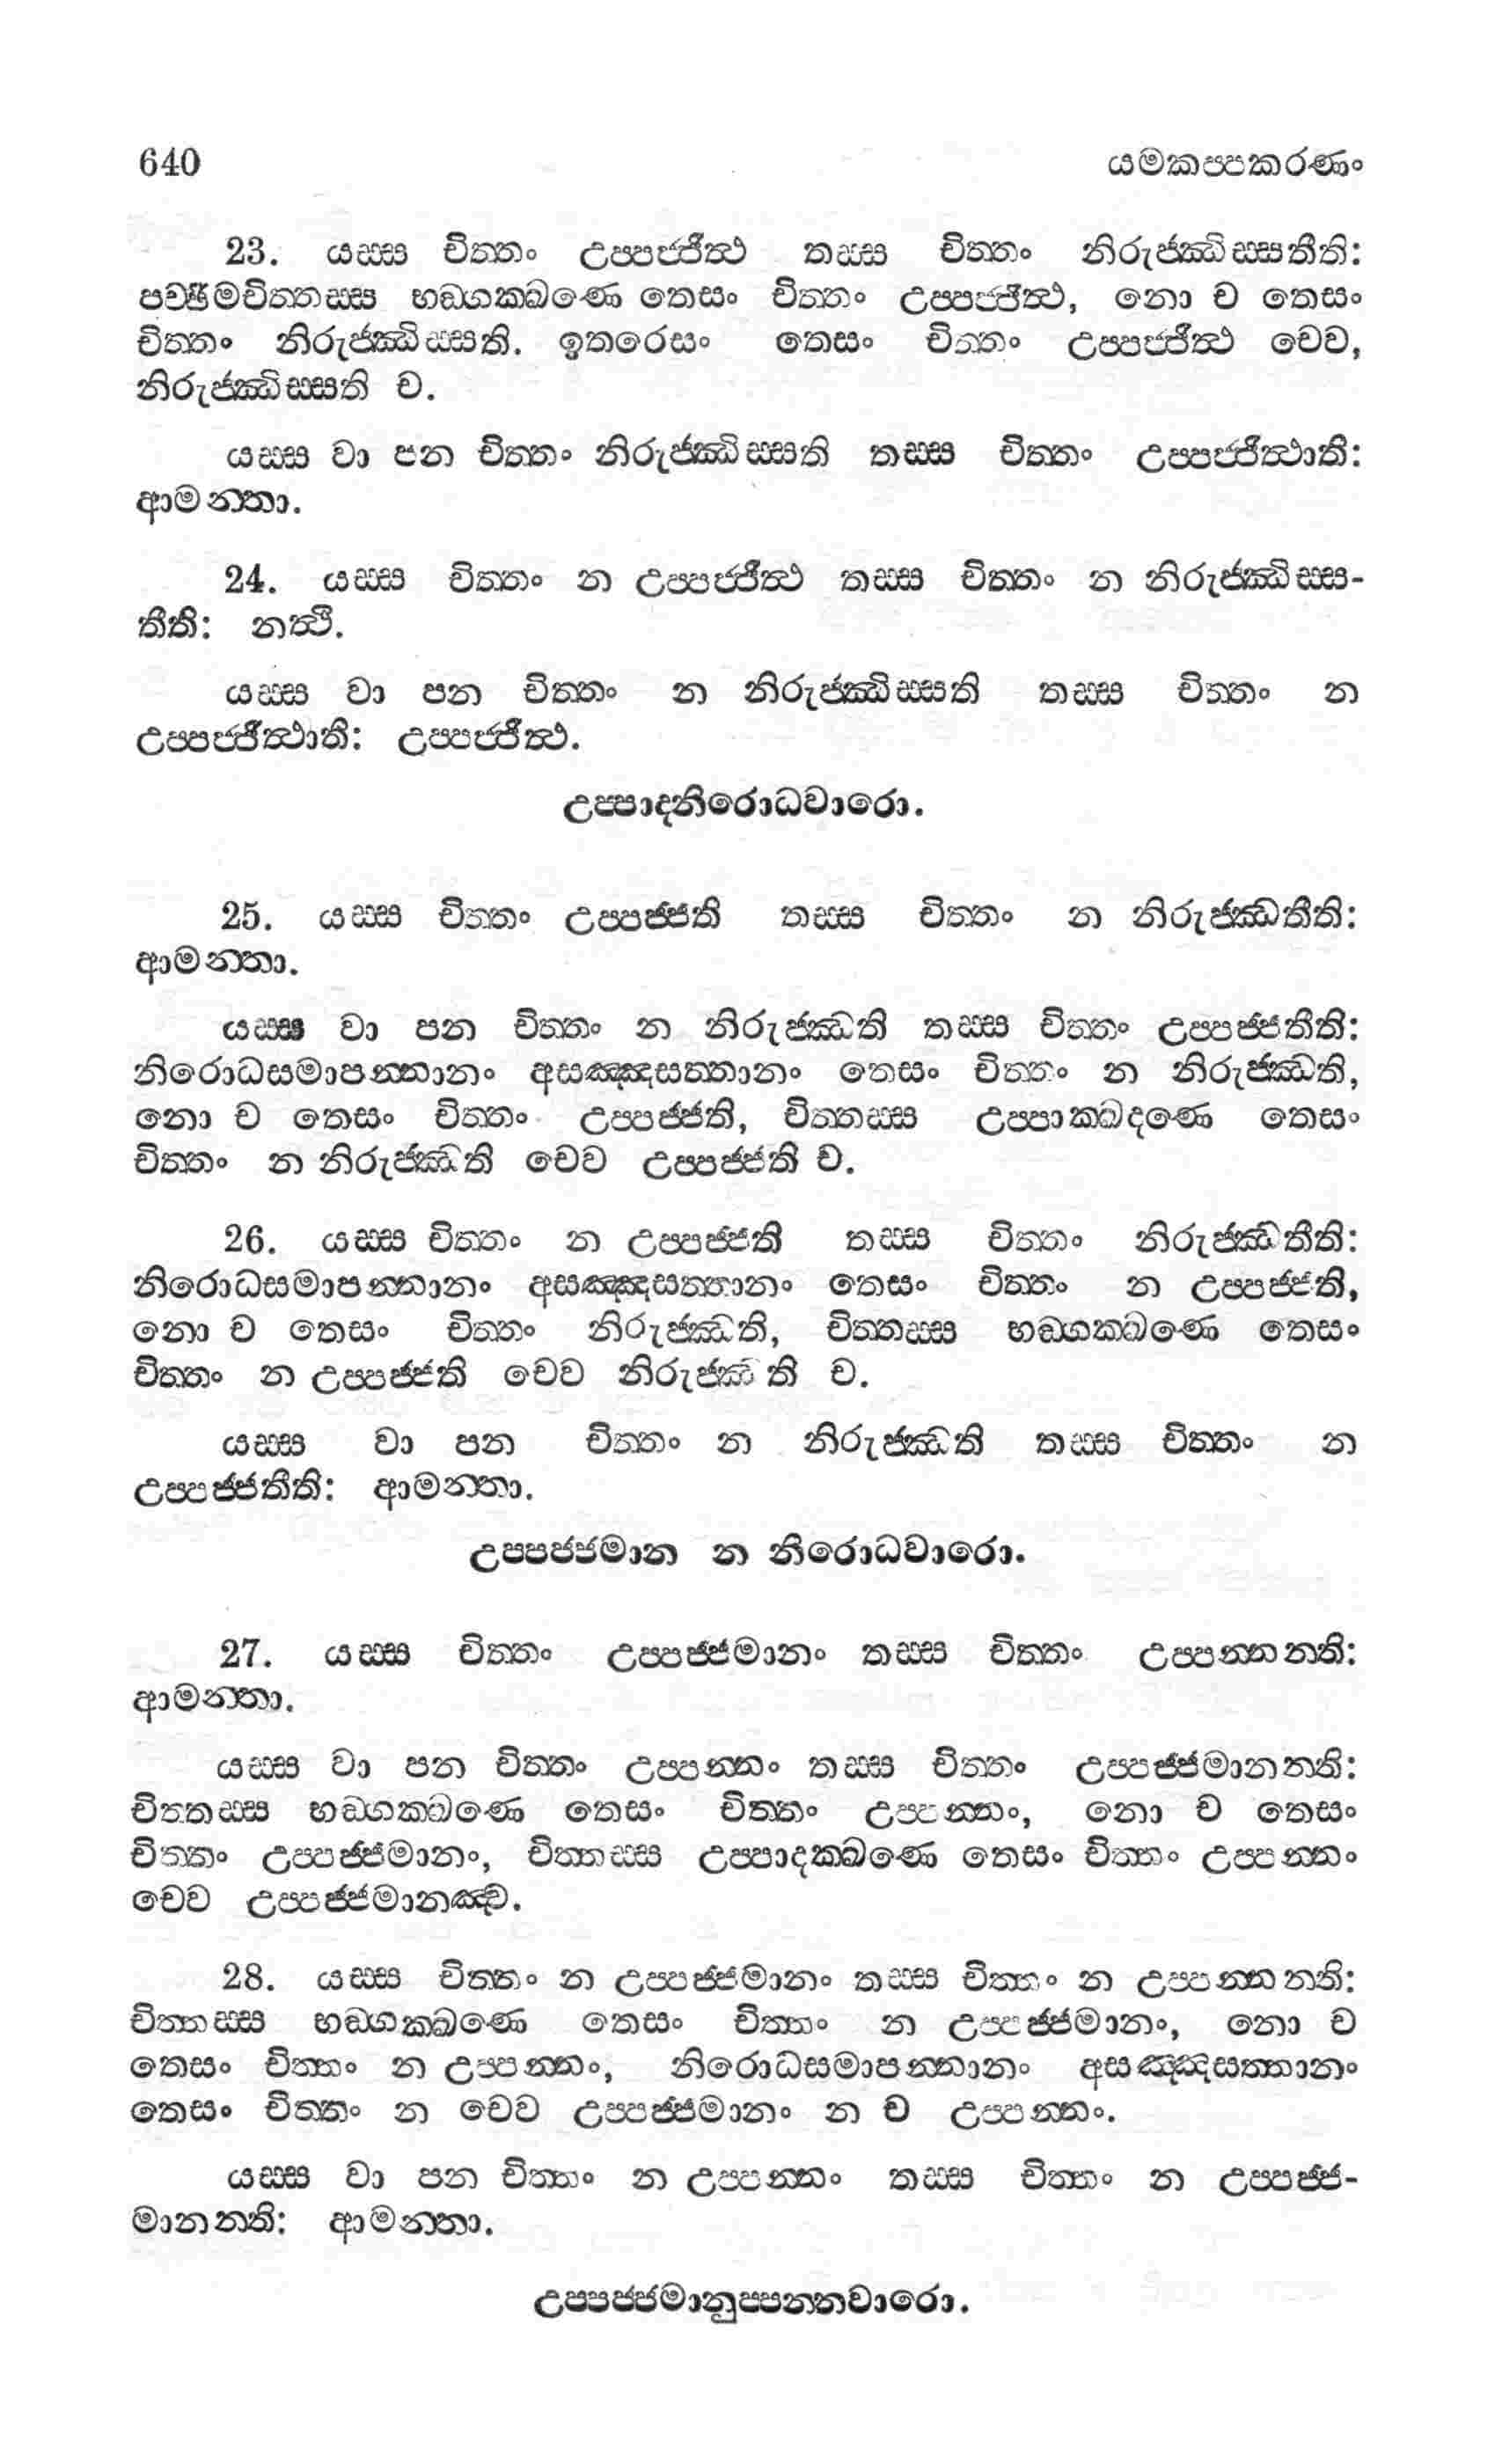 640 යමකප්පකරණං
23. යස්ස චිත්තං උප්පජ්ජිත්ථ තස්ස චිත්තං නිරුජ්ඣිස්සතීති:
පච්ඡිමචිත්තස්ස භඞ්ගක්ඛණෙ තෙසං චිත්තං උප්පජ්ජිත්ථ, නො ච තෙසං
චිත්තං නිරුජ්ඣිස්සති. ඉතරෙසං තෙසං චිත්තං උප්පජ්ජිත්ථ චෙව,
නිරුජ්ඣිස්සති ච.
යස්ස වා පන චිත්තං නිරුජ්ඣිස්සති තස්ස චිත්තං උප්පජ්ජිත්ථාති:
ආමන්තා.
24. යස්ස චිත්තං න උප්පජ්ජිත්ථ තස්ස චිත්තං න නිරුජ්ඣිස්ස-
තීති: නත්ථි.
යස්ස වා පන චිත්තං න නිරුජ්ඣිස්සති තස්ස චිත්තං න
උප්පජ්ජිත්ථාති: උප්පජ්ජිත්ථ.
උප්පාදනිරොධවාරො.
25. යස්ස චිත්තං උප්පජ්ජති තස්ස චිත්තං න නිරුජ්ඣතීති:
ආමන්තා.
යස්ස වා පන චිත්තං න නිරුජ්ඣති තස්ස චිත්තං උප්පජ්ජතීති:
නිරොධසමාපන්නානං අසඤ්ඤසත්තානං තෙසං චිත්තං න නිරුජ්ඣති,
නො ච තෙසං චිත්තං උප්පජ්ජති, චිත්තස්ස උප්පාක්ඛදණෙ තෙසං
චිත්තං න නිරුජ්ඣති චෙව උප්පජ්ජති ච.
26. යස්ස චිත්තං න උප්පජ්ජති තස්ස චිත්තං නිරුජ්ඣතීති:
නිරොධසමාපන්නානං අසඤ්ඤසත්තානං තෙසං චිත්තං න උප්පජ්ජති,
නො ච තෙසං චිත්තං නිරුජ්ඣති, චිත්තස්ස භඞ්ගක්ඛණෙ තෙසං
චිත්තං න උප්පජ්ජති චෙව නිරුජ්ඣති ච.
යස්ස වා පන චිත්තං න නිරුජ්ඣති තස්ස චිත්තං න
උප්පජ්ජතීති: ආමන්තා.
උප්පජ්ජමාන න නිරොධවාරො.
27. යස්ස චිත්තං උප්පජ්ජමානං තස්ස චිත්තං උප්පන්නන්ති:
ආමන්තා.
යස්ස වා පන චිත්තං උප්පන්නං තස්ස චිත්තං උප්පජ්ජමානන්ති:
චිත්තස්ස භඞ්ගක්ඛණෙ තෙසං චිත්තං උප්පන්නං, නො ච තෙසං
චිත්තං උප්පජ්ජමානං, චිත්තස්ස උප්පාදක්ඛණෙ තෙසං චිත්තං උප්පන්නං
චෙව උප්පජ්ජමානඤ්ච.
28. යස්ස චිත්තං න උප්පජ්ජමානං තස්ස චිත්තං න උප්පන්නන්ති:
චිත්තස්ස භඞ්ගක්ඛණෙ තෙසං චිත්තං න උප්පජ්ජමානං, නො ච
තෙසං චිත්තං න උප්පන්නං, නිරොධසමාපන්නානං අසඤ්ඤසත්තානං
තෙසං චිත්තං න චෙව උප්පජ්ජමානං න ච උප්පන්නං.
යස්ස වා පන චිත්තං න උප්පන්නං තස්ස චිත්තං න උප්පජ්ජ-
මානන්ති: ආමන්තා.
උප්පජ්ජමානුප්පන්නවාරො.